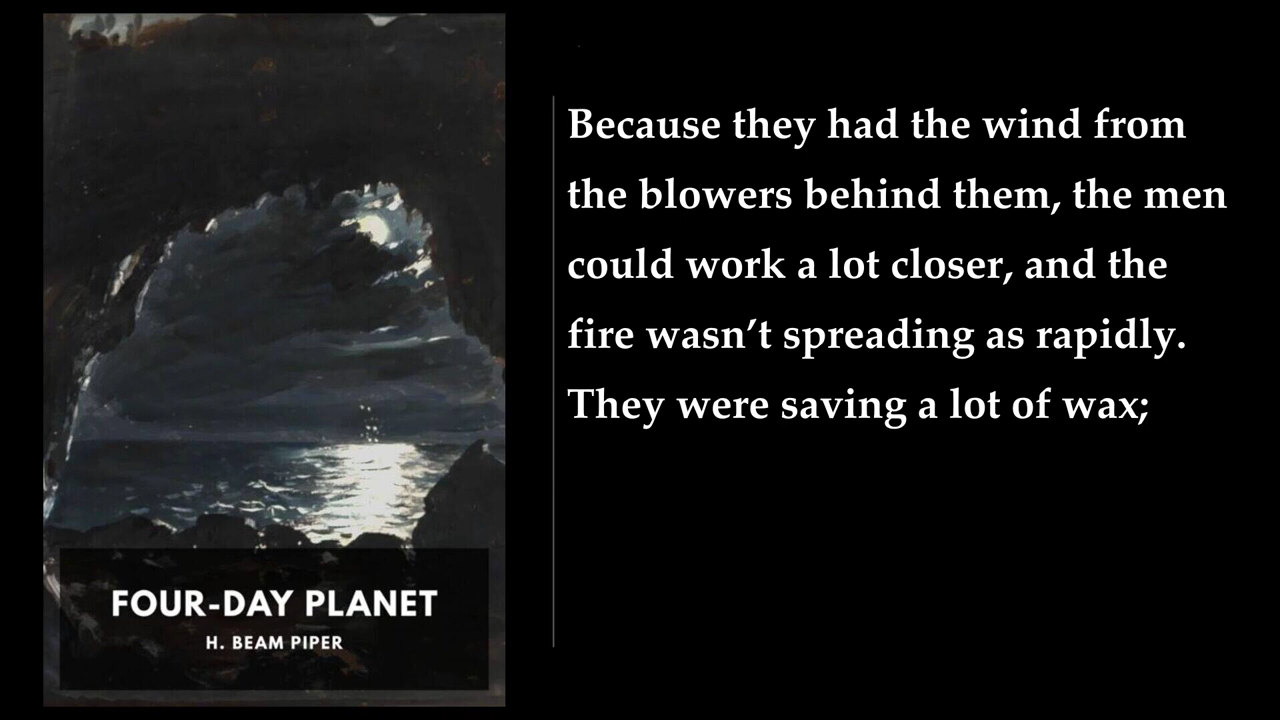 FOUR-DAY PLANET
H. BEAM PIPER
Because they had the wind from
the blowers behind them, the men
could work a lot closer, and the
fire wasn’t spreading as rapidly.
They were saving a lot of wax;